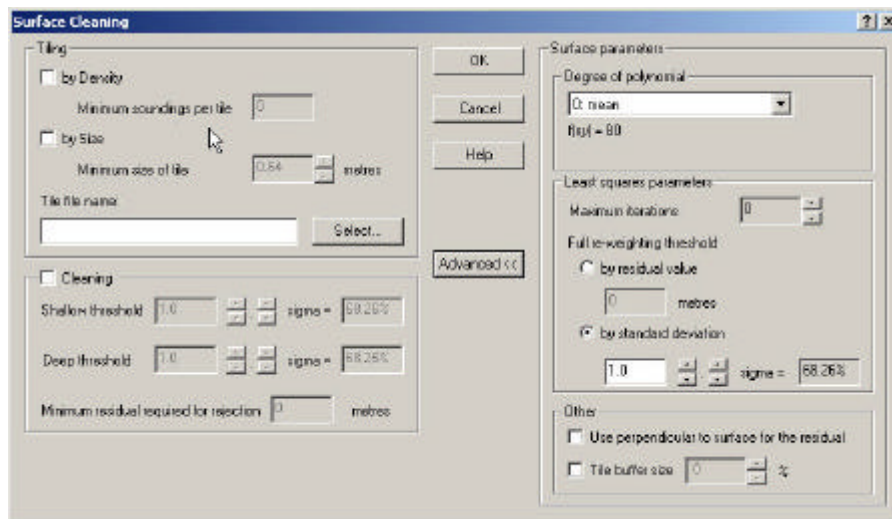 Surface Cleaning
Tiling
by Density
Minimum soundings per tile 0
by Size
Minimum size of tile 0.64 metres
Tile file name:
Select...
Cleaning
Shallow threshold 1.0 . sigma = 68.26%
Deep threshold 1.0 . sigma = 68.26%
Minimum residual required for rejection 0 metres
OK
Cancel
Help
Advanced <<
Surface parameters
Degree of polynomial
0: mean
Least squares parameters
Maximum iterations 0
Full re-weighting threshold
by residual value
0 metres
by standard deviation
1.0 . sigma = 68.26%
Other
Use perpendicular to surface for the residual
Tile buffer size 0 %